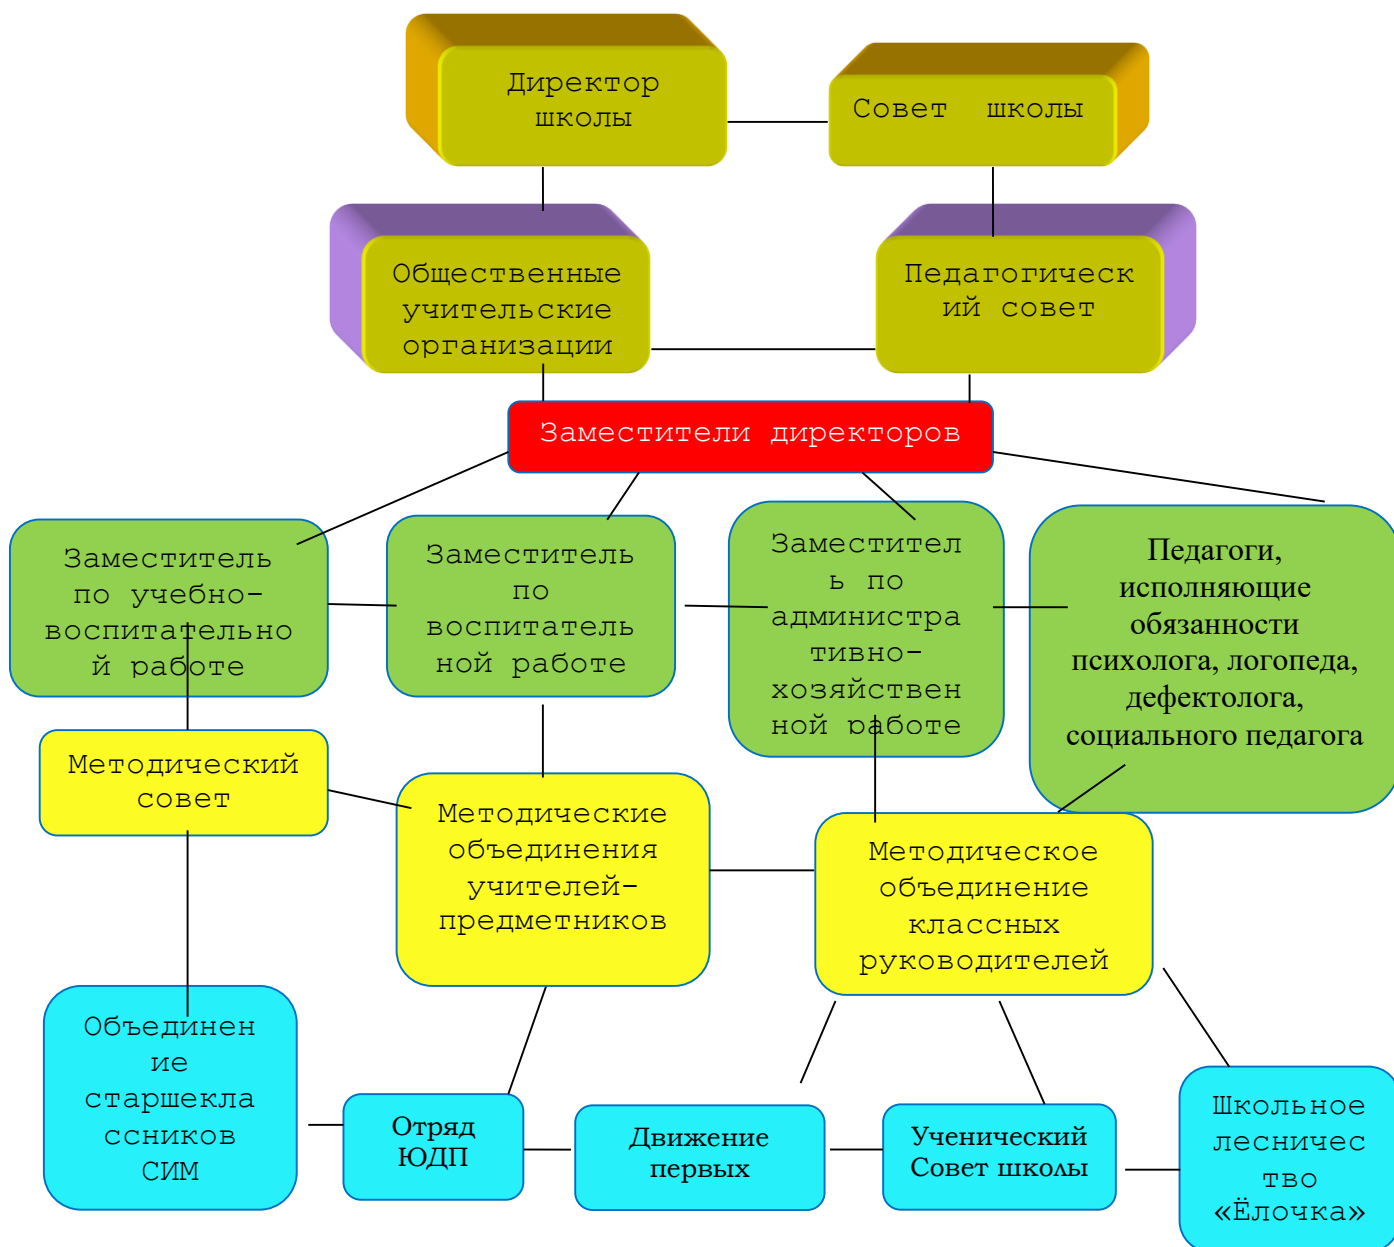 Директор
школы
Совет школы
Общественные
учительские
организации
Педагогическ
ий совет
Заместители директоров
Заместитель
по учебно-
воспитательно
й работе
Заместитель
по
воспитатель
ной работе
Заместител
ь по
администра
тивно-
хозяйствен
ной работе
Педагоги,
исполняющие
обязанности
психолога, логопеда,
дефектолога,
социального педагога
Методический
совет
Методические
объединения
учителей-
предметников
Методическое
объединение
классных
руководителей
Объединен
ие
старшекла
ссников
СИМ
Отряд
ЮДП
Движение
первых
Ученический
Совет школы
Школьное
лесничес
тво
«Ёлочка»